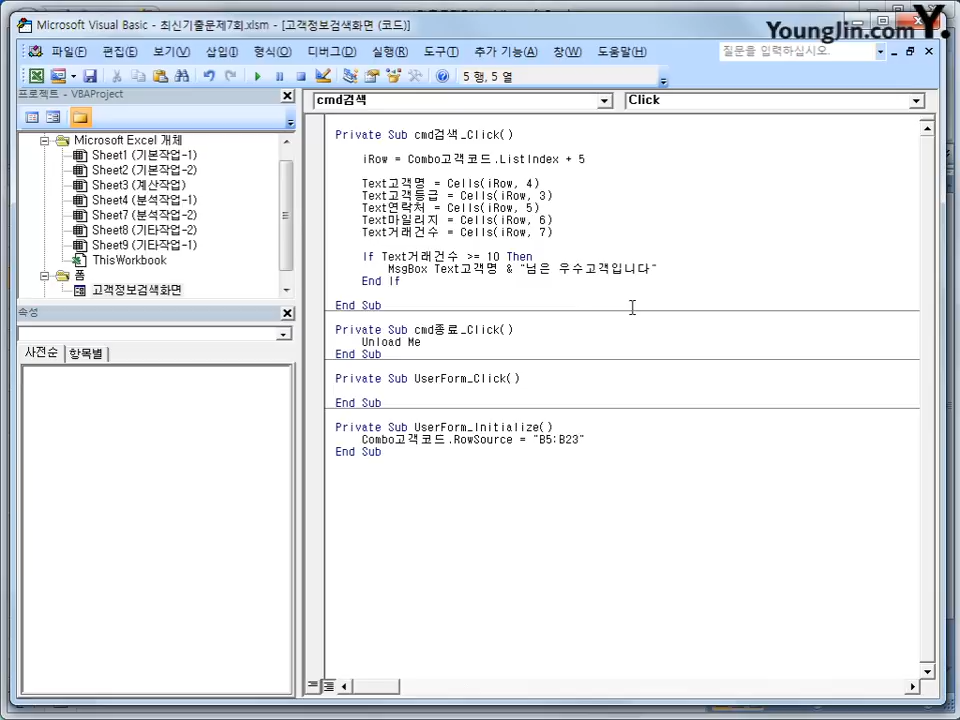 Microsoft Visual Basic - 최신기출문제7회.xlsm - [고객정보검색화면 (코드)]
Younglin.com Y.
파일(F) 편집(E) 보기(V) 삽입(I) 형식(O) 디버그(D) 실행(R) 도구(T) 추가 기능(A) 창(W) 도움말(H)
질문을 입력하십시오.
5 행, 5 열
프로젝트 - VBAProject
Microsoft Excel 개체
Sheet1 (기본작업-1)
Sheet2 (기본작업-2)
Sheet3 (계산작업)
Sheet4 (분석작업-1)
Sheet7 (분석작업-2)
Sheet8 (기타작업-2)
Sheet9 (기타작업-1)
ThisWorkbook
폼
고객정보검색화면
속성
사전순 항목별
cmd검색 Click
Private Sub cmd검색_Click()
iRow = Combo고객코드.ListIndex + 5
Text고객명 = Cells(iRow, 4)
Text고객등급 = Cells(iRow, 3)
Text연락처 = Cells(iRow, 5)
Text마일리지 = Cells(iRow, 6)
Text거래건수 = Cells(iRow, 7)
If Text거래건수 >= 10 Then
MsgBox Text고객명 & "님은 우수고객입니다"
End If
End Sub
Private Sub cmd종료_Click()
Unload Me
End Sub
Private Sub UserForm_Click()
End Sub
Private Sub UserForm_Initialize()
Combo고객코드.RowSource = "B5:B23"
End Sub